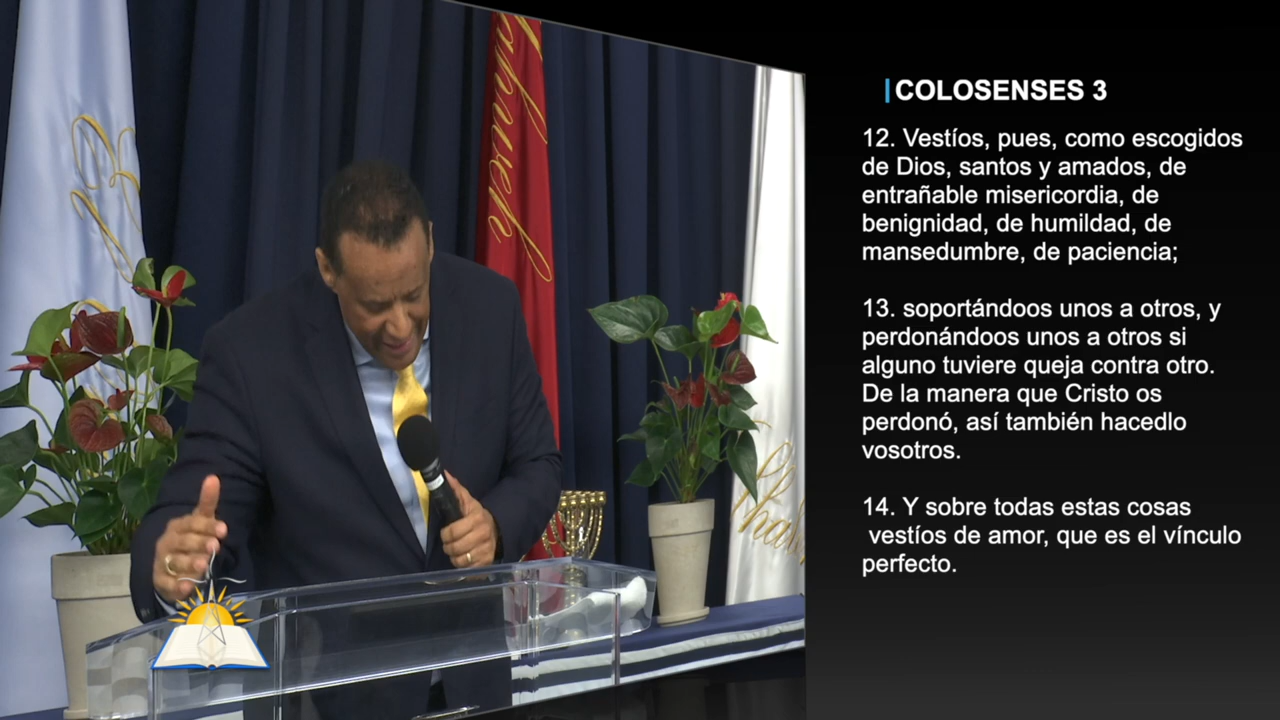 COLOSENSES 3
12. Vestíos, pues, como escogidos
de Dios, santos y amados, de
entrañable misericordia, de
benignidad, de humildad, de
mansedumbre, de paciencia;
13. soportándoos unos a otros, y
perdonándoos unos a otros si
alguno tuviere queja contra otro.
De la manera que Cristo os
perdonó, así también hacedlo
vosotros.
14. Y sobre todas estas cosas
vestíos de amor, que es el vínculo
perfecto.